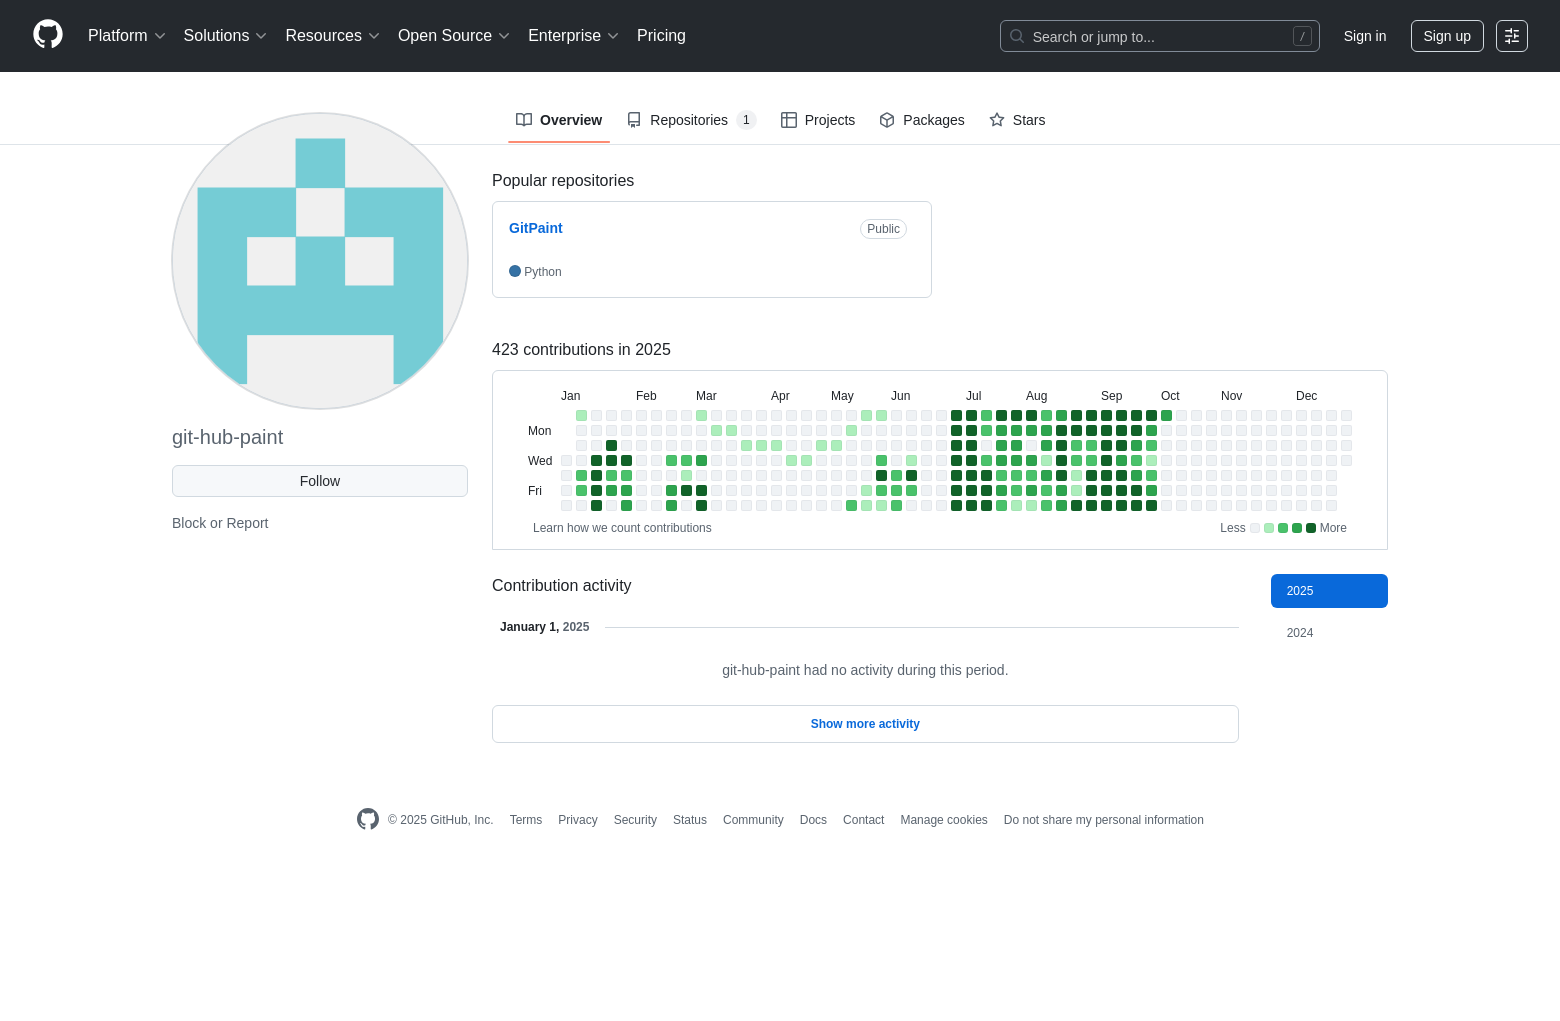 Platform Solutions Resources Open Source Enterprise Pricing Search or jump to... / Sign in Sign up
Overview Repositories 1 Projects Packages Stars
git-hub-paint
Follow
Block or Report
Popular repositories
GitPaint Public
Python
423 contributions in 2025
Jan Feb Mar Apr May Jun Jul Aug Sep Oct Nov Dec
Mon
Wed
Fri
Learn how we count contributions Less More
Contribution activity
2025
2024
January 1, 2025
git-hub-paint had no activity during this period.
Show more activity
© 2025 GitHub, Inc. Terms Privacy Security Status Community Docs Contact Manage cookies Do not share my personal information